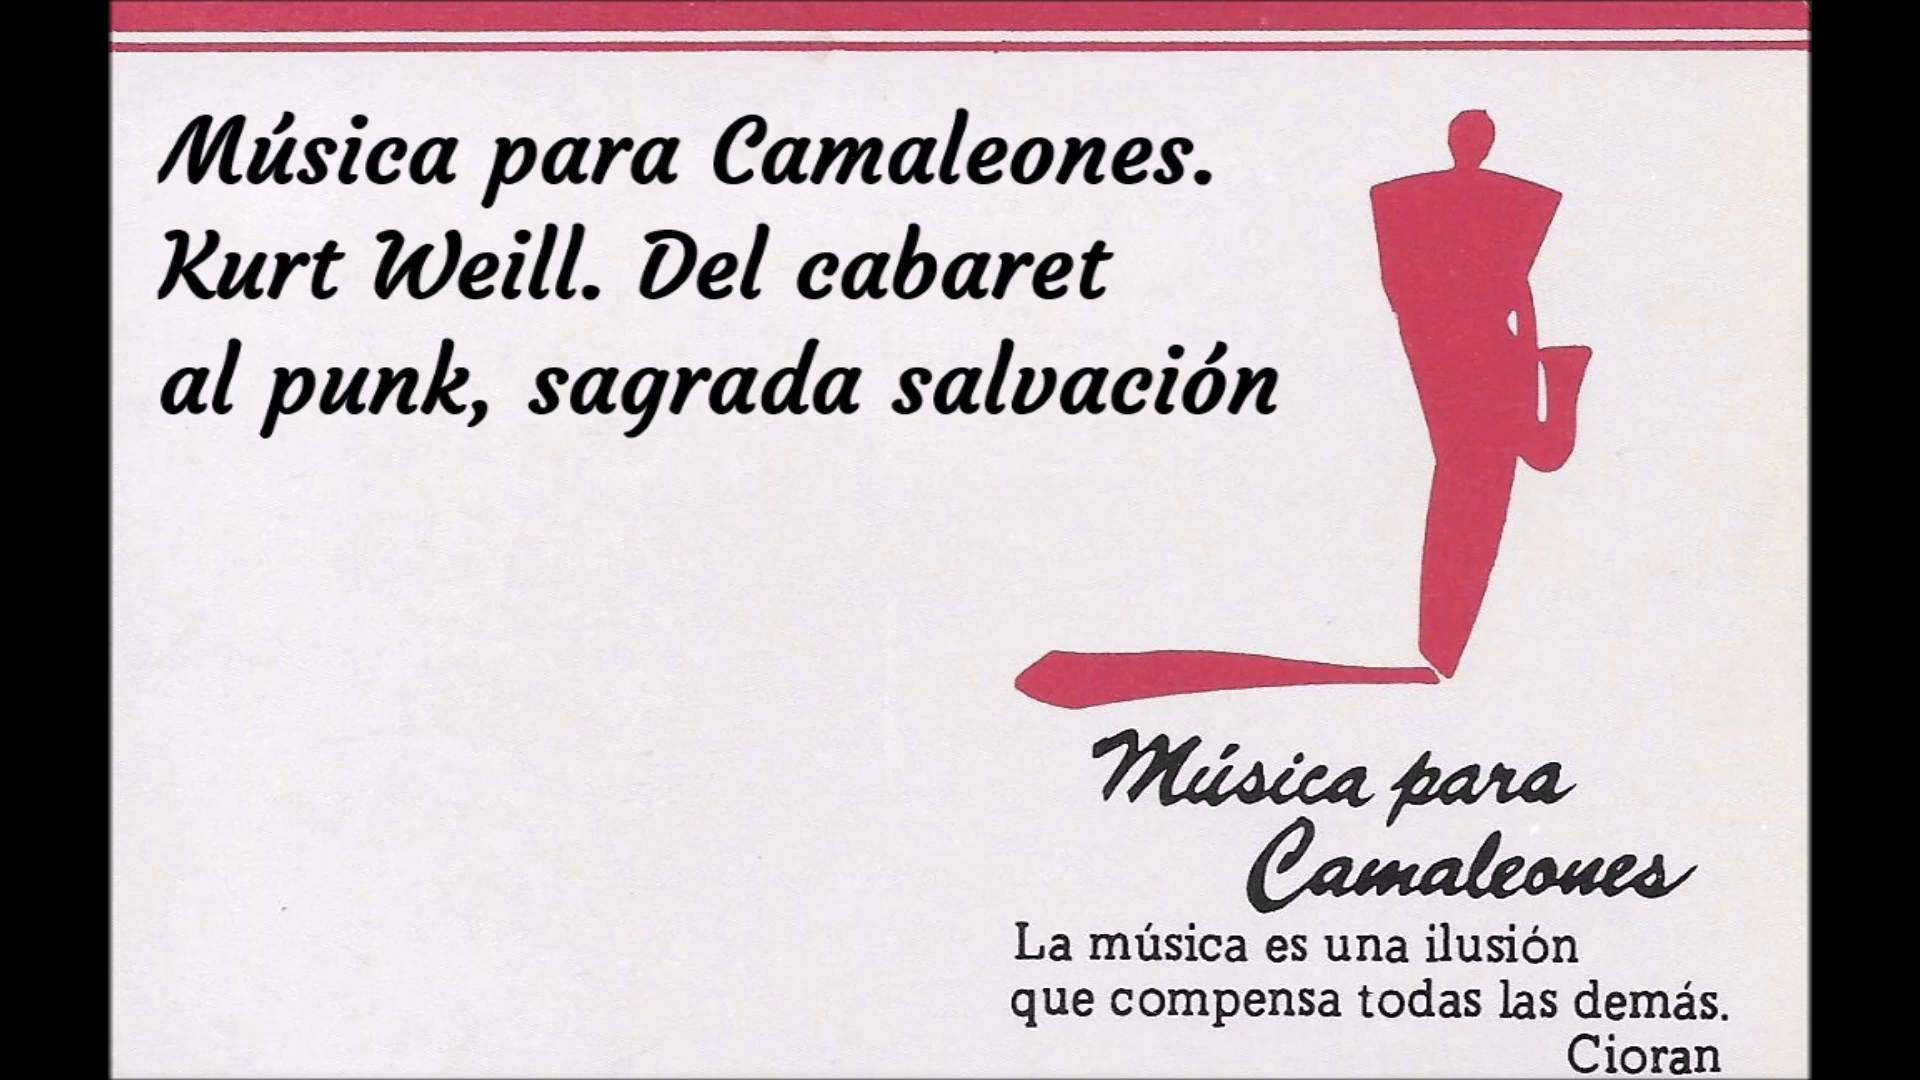 Música para Camaleones.
Kurt Weill. Del cabaret
al punk, sagrada salvación
Música para
Camaleones
La música es una ilusión
que compensa todas las demás.
Cioran